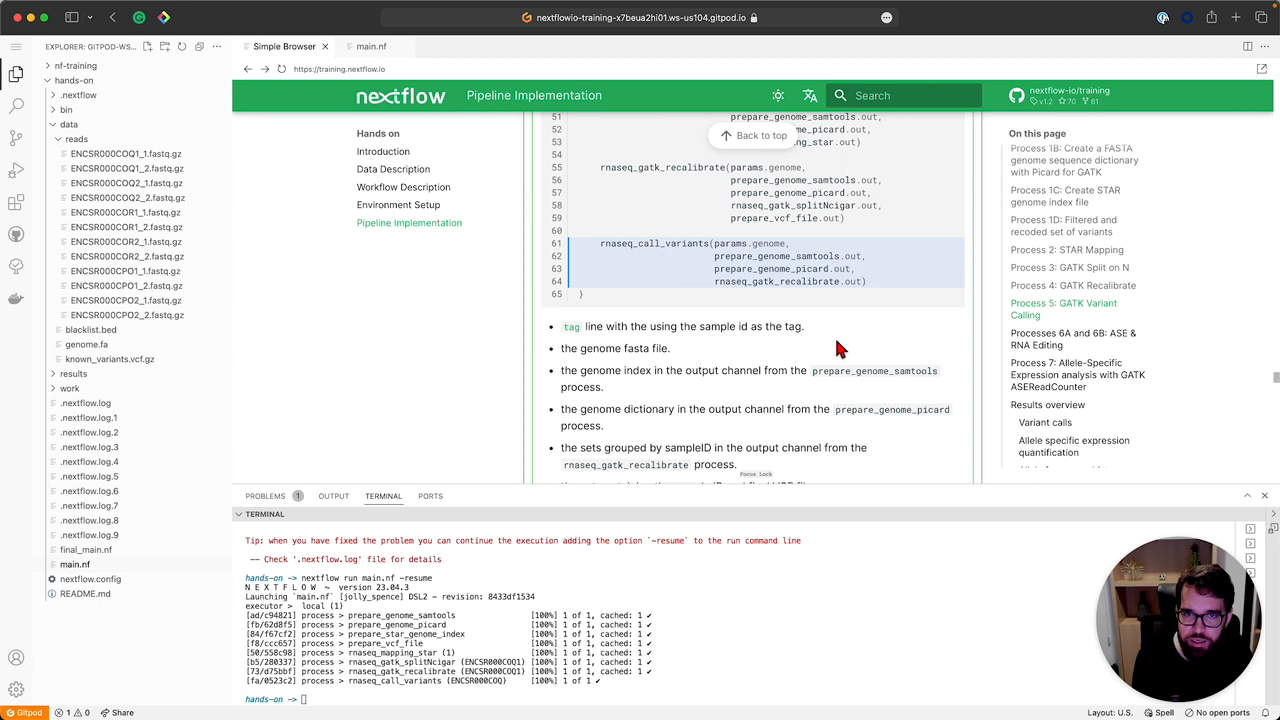 nextflowio-training-x7beua2hi01.ws-us104.gitpod.io
EXPLORER: GITPOD-WS...
nf-training
hands-on
.nextflow
bin
data
reads
ENCSR000COQ1_1.fastq.gz
ENCSR000COQ1_2.fastq.gz
ENCSR000COQ2_1.fastq.gz
ENCSR000COQ2_2.fastq.gz
ENCSR000COR1_1.fastq.gz
ENCSR000COR1_2.fastq.gz
ENCSR000COR2_1.fastq.gz
ENCSR000COR2_2.fastq.gz
ENCSR000CPO1_1.fastq.gz
ENCSR000CPO1_2.fastq.gz
ENCSR000CPO2_1.fastq.gz
ENCSR000CPO2_2.fastq.gz
blacklist.bed
genome.fa
known_variants.vcf.gz
results
work
.nextflow.log
.nextflow.log.1
.nextflow.log.2
.nextflow.log.3
.nextflow.log.4
.nextflow.log.5
.nextflow.log.6
.nextflow.log.7
.nextflow.log.8
.nextflow.log.9
final_main.nf
main.nf
nextflow.config
README.md
Simple Browser
main.nf
https://training.nextflow.io
nextflow
Pipeline Implementation
Search
nextflow-io/training
v1.2 70 61
Hands on
Introduction
Data Description
Workflow Description
Environment Setup
Pipeline Implementation
Back to top
51 prepare_genome_samtools.out,
52 prepare_genome_picard.out,
53 ng_star.out)
54
55 rnaseq_gatk_recalibrate(params.genome,
56 prepare_genome_samtools.out,
57 prepare_genome_picard.out,
58 rnaseq_gatk_splitNcigar.out,
59 prepare_vcf_file.out)
60
61 rnaseq_call_variants(params.genome,
62 prepare_genome_samtools.out,
63 prepare_genome_picard.out,
64 rnaseq_gatk_recalibrate.out)
65 }
• tag line with the using the sample id as the tag.
• the genome fasta file.
• the genome index in the output channel from the prepare_genome_samtools
process.
• the genome dictionary in the output channel from the prepare_genome_picard
process.
• the sets grouped by sampleID in the output channel from the
rnaseq_gatk_recalibrate process.
Focus Lock
On this page
Process 1B: Create a FASTA
genome sequence dictionary
with Picard for GATK
Process 1C: Create STAR
genome index file
Process 1D: Filtered and
recoded set of variants
Process 2: STAR Mapping
Process 3: GATK Split on N
Process 4: GATK Recalibrate
Process 5: GATK Variant
Calling
Processes 6A and 6B: ASE &
RNA Editing
Process 7: Allele-Specific
Expression analysis with GATK
ASEReadCounter
Results overview
Variant calls
Allele specific expression
quantification
PROBLEMS 1 OUTPUT TERMINAL PORTS
TERMINAL
Tip: when you have fixed the problem you can continue the execution adding the option `-resume` to the run command line
-- Check '.nextflow.log' file for details
hands-on -> nextflow run main.nf -resume
N E X T F L O W ~ version 23.04.3
Launching `main.nf` [jolly_spence] DSL2 - revision: 8433df1534
executor > local (1)
[ad/c94821] process > prepare_genome_samtools [100%] 1 of 1, cached: 1 ✔
[fb/62d8f5] process > prepare_genome_picard [100%] 1 of 1, cached: 1 ✔
[84/f67cf2] process > prepare_star_genome_index [100%] 1 of 1, cached: 1 ✔
[f8/ccc657] process > prepare_vcf_file [100%] 1 of 1, cached: 1 ✔
[50/558c98] process > rnaseq_mapping_star (1) [100%] 1 of 1, cached: 1 ✔
[b5/280337] process > rnaseq_gatk_splitNcigar (ENCSR000COQ1) [100%] 1 of 1, cached: 1 ✔
[73/d75bbf] process > rnaseq_gatk_recalibrate (ENCSR000COQ1) [100%] 1 of 1, cached: 1 ✔
[fa/0523c2] process > rnaseq_call_variants (ENCSR000COQ) [100%] 1 of 1 ✔
hands-on ->
Gitpod 1 0 Share
Layout: U.S. Spell No open ports